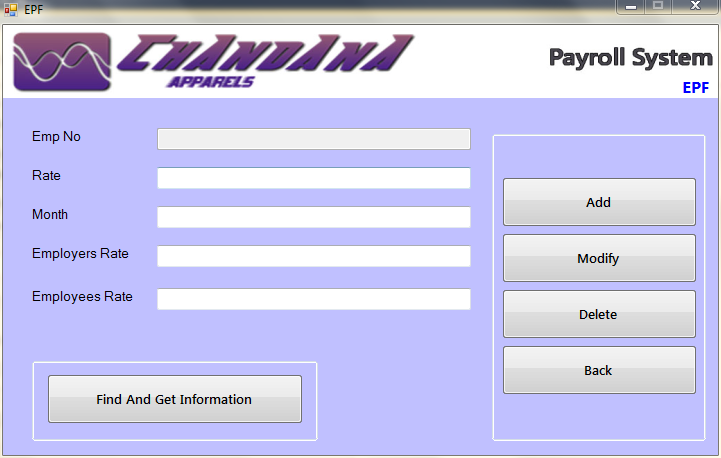 EPF
CHANDANA
APPARELS
Payroll System
EPF
Emp No
Rate
Month
Employers Rate
Employees Rate
Add
Modify
Delete
Back
Find And Get Information